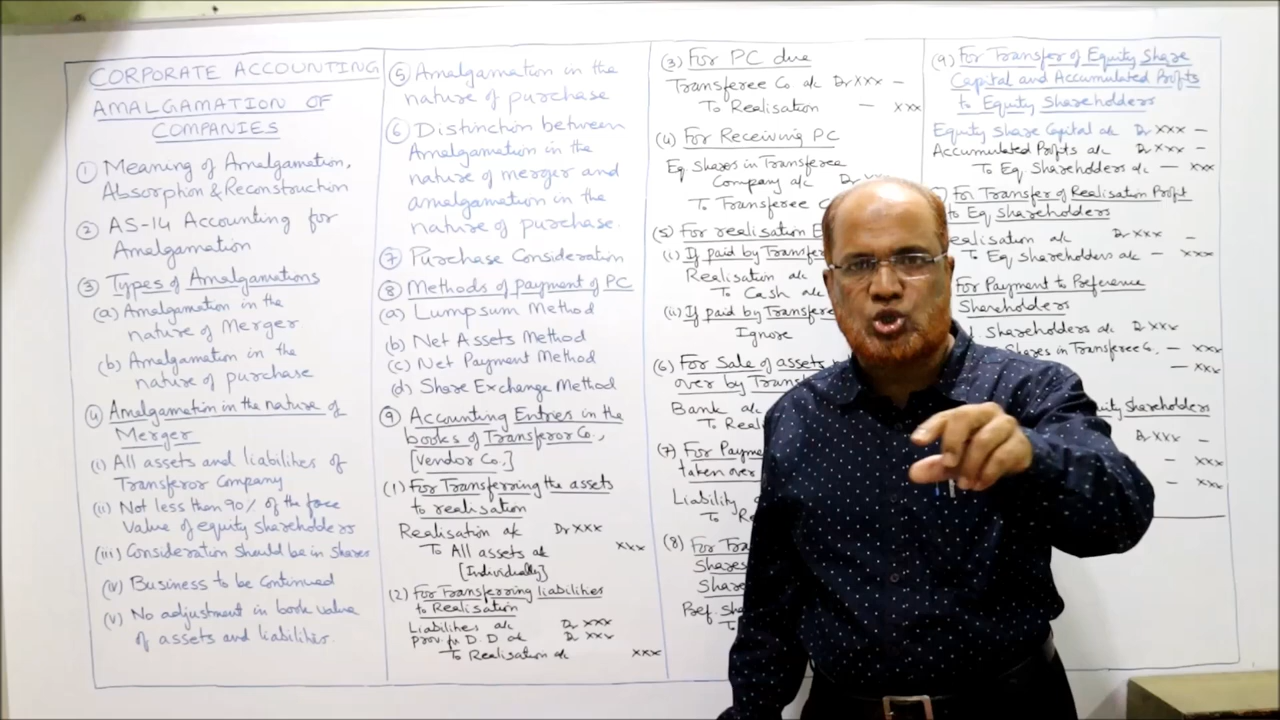 CORPORATE ACCOUNTING
AMALGAMATION OF
COMPANIES
① Meaning of Amalgamation,
Absorption & Reconstruction
② AS-14 Accounting for
Amalgamation
③ Types of Amalgamations
(a) Amalgamation in the
nature of Merger
(b) Amalgamation in the
nature of purchase
④ Amalgamation in the nature of
Merger
(i) All assets and liabilities of
Transferor Company
(ii) Not less then 90% of the face
Value of equity shareholders
(iii) Consideration should be in shares
(iv) Business to be Continued
(v) No adjustment in book value
of assets and liabilities.
⑤ Amalgamation in the
nature of purchase
⑥ Distinction between
Amalgamation in the
nature of merger and
amalgamation in the
nature of purchase.
⑦ Purchase Consideration
⑧ Methods of payment of PC
(a) Lumpsum Method
(b) Net Assets Method
(c) Net Payment Method
(d) Share Exchange Method
⑨ Accounting Entries in the
books of Transferor Co.,
[Vendor Co.]
(1) For Transferring the assets
to realisation
Realisation a/c Dr xxx
To All assets a/c xxx
[Individually]
(2) For Transferring liabilities
to Realisation
Liabilities a/c Dr xxx
prov. for D.D a/c Dr xxx
To Realisation a/c xxx
(3) For PC due
Transferee Co a/c Dr xxx —
To Realisation — xxx
(4) For Receiving PC
Eq Shares in Transferee
Company a/c Dr
To Transferee
(5) For realisation
(i) If paid by
Realisation a/c
To Cash a/c
(ii) If paid by
Ignore
(6) For Sale of assets
over by
Bank a/c
To
(7) For
taken over
Liability
To
(8) For
To
(9) For Transfer of Equity Share
Capital and Accumulated Profits
to Equity Shareholders
Equity Share Capital a/c Dr xxx —
Accumulated Profits a/c Dr xxx —
To Eq Shareholders a/c — xxx
For Transfer of Realisation Profit
to Eq shareholders
a/c Dr xxx —
To Eq shareholders a/c — xxx
For Payment to Preference
Shareholders
Shareholders a/c Dr xxx
in Transferee Co, — xxx
— xxx
Shareholders
Dr xxx —
— xxx
— xxx